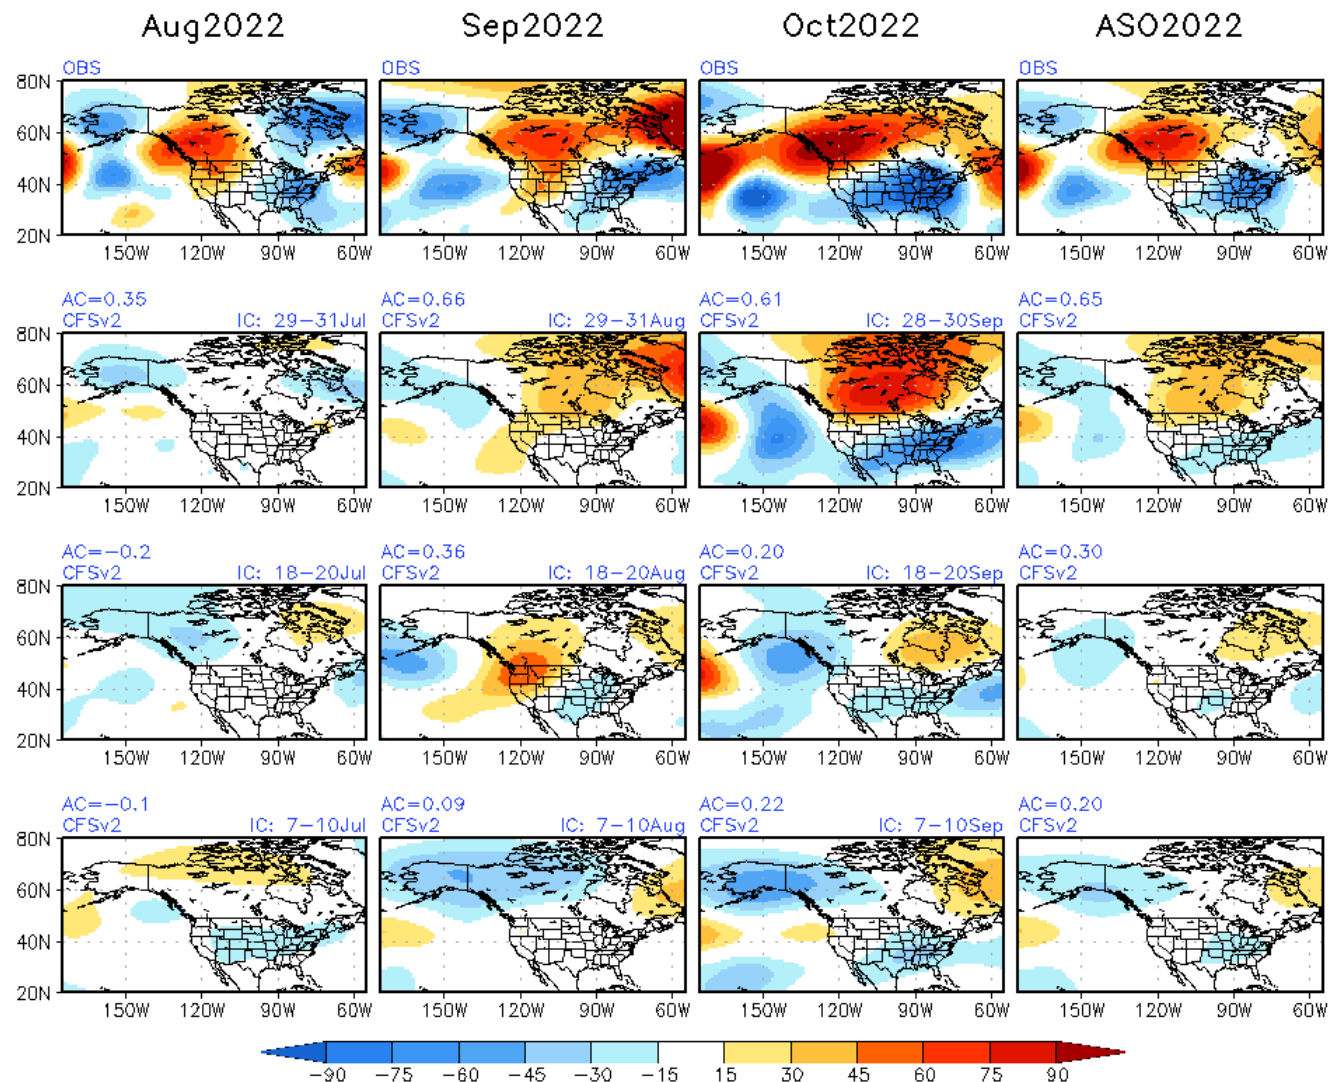 Aug2022 Sep2022 Oct2022 ASO2022
OBS OBS OBS OBS
80N
60N
40N
20N
150W 120W 90W 60W 150W 120W 90W 60W 150W 120W 90W 60W 150W 120W 90W 60W
AC=0.35 AC=0.66 AC=0.61 AC=0.65
CFSv2 IC: 29-31Jul CFSv2 IC: 29-31Aug CFSv2 IC: 28-30Sep CFSv2
80N
60N
40N
20N
150W 120W 90W 60W 150W 120W 90W 60W 150W 120W 90W 60W 150W 120W 90W 60W
AC=-0.2 AC=0.36 AC=0.20 AC=0.30
CFSv2 IC: 18-20Jul CFSv2 IC: 18-20Aug CFSv2 IC: 18-20Sep CFSv2
80N
60N
40N
20N
150W 120W 90W 60W 150W 120W 90W 60W 150W 120W 90W 60W 150W 120W 90W 60W
AC=-0.1 AC=0.09 AC=0.22 AC=0.20
CFSv2 IC: 7-10Jul CFSv2 IC: 7-10Aug CFSv2 IC: 7-10Sep CFSv2
80N
60N
40N
20N
150W 120W 90W 60W 150W 120W 90W 60W 150W 120W 90W 60W 150W 120W 90W 60W
-90 -75 -60 -45 -30 -15 15 30 45 60 75 90